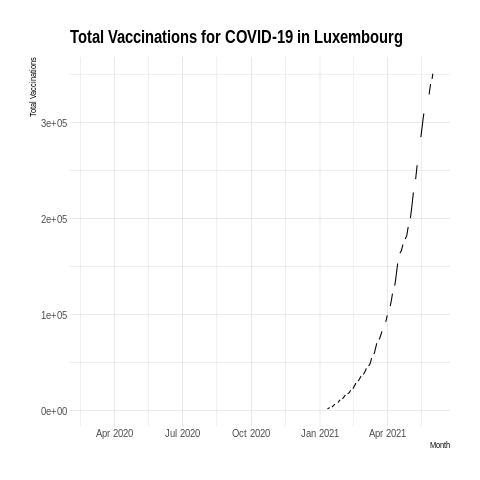 Total Vaccinations for COVID-19 in Luxembourg
Total Vaccinations
3e+05
2e+05
1e+05
0e+00
Apr 2020 Jul 2020 Oct 2020 Jan 2021 Apr 2021
Month